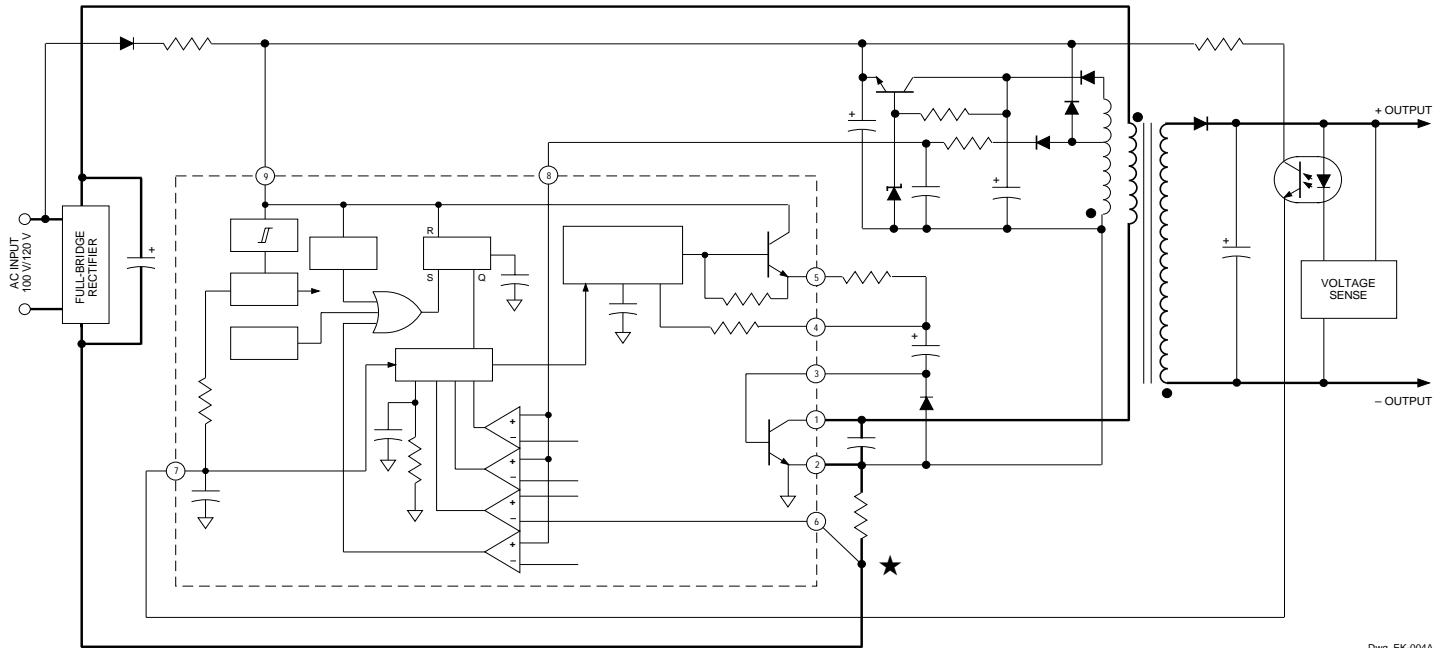 + OUTPUT
+
+
+
9
8
AC INPUT
100 V/120 V
FULL-BRIDGE
RECTIFIER
+
R
S
Q
5
4
+
3
1
2
7
6
+
−
+
−
+
−
+
−
+
VOLTAGE
SENSE
– OUTPUT
Dwg. EK-004A